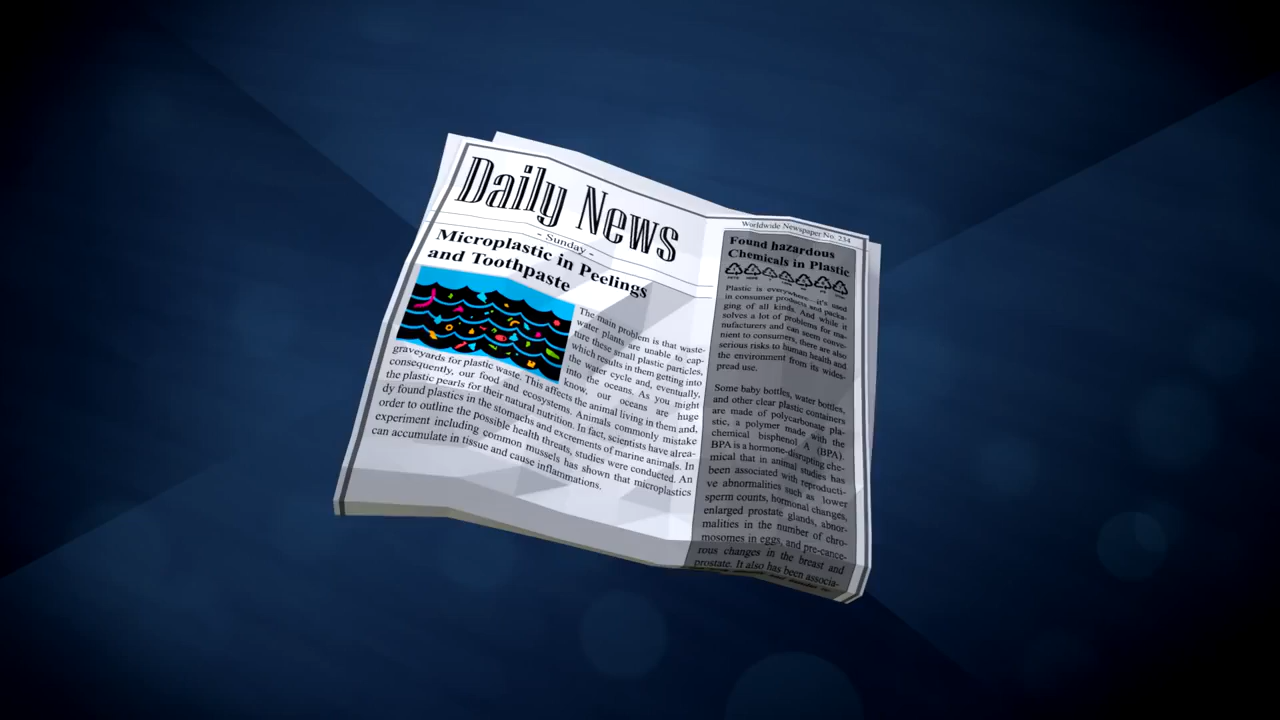 Daily News
- Sunday -
Microplastic in Peelings
and Toothpaste
The main problem is that waste-
water plants are unable to cap-
ture these small plastic particles,
which results in them getting into
the water cycle and, eventually,
into the oceans. As you might
know, our oceans are huge
graveyards for plastic waste. This affects the animal living in them and,
consequently, our food and ecosystems. Animals commonly mistake
the plastic pearls for their natural nutrition. In fact, scientists have alrea-
dy found plastics in the stomachs and excrements of marine animals. In
order to outline the possible health threats, studies were conducted. An
experiment including common mussels has shown that microplastics
can accumulate in tissue and cause inflammations.
Worldwide Newspaper No. 234
Found hazardous
Chemicals in Plastic
Plastic is everywhere - it's used
in consumer products and packa-
ging of all kinds. And while it
solves a lot of problems for ma-
nufacturers and can seem conve-
nient to consumers, there are also
serious risks to human health and
the environment from its wides-
pread use.
Some baby bottles, water bottles,
and other clear plastic containers
are made of polycarbonate pla-
stic, a polymer made with the
chemical bisphenol A (BPA).
BPA is a hormone-disrupting che-
mical that in animal studies has
been associated with reproducti-
ve abnormalities such as lower
sperm counts, hormonal changes,
enlarged prostate glands, abnor-
malities in the number of chro-
mosomes in eggs, and pre-cance-
rous changes in the breast and
prostate. It also has been associa-